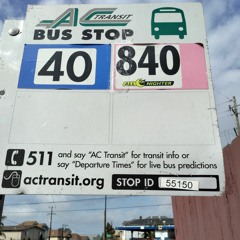 AC TRANSIT
BUS STOP
40
840
ALL NIGHTER
511 and say "AC Transit" for transit info or
say "Departure Times" for live bus predictions
actransit.org
STOP ID 55150